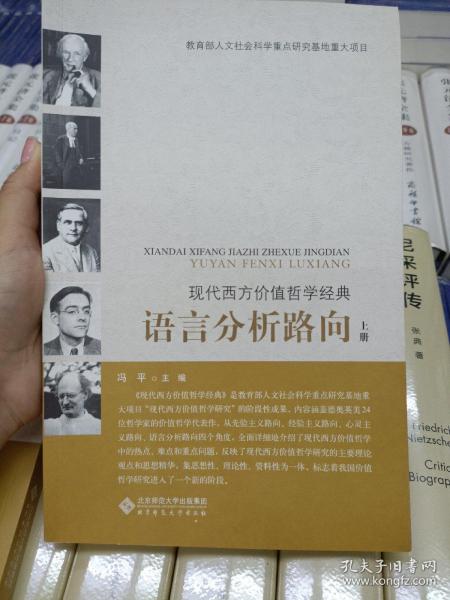 教育部人文社会科学重点研究基地重大项目
XIANDAI XIFANG JIAZHI ZHEXUE JINGDIAN
YUYAN FENXI LUXIANG
现代西方价值哲学经典
语言分析路向 上册
冯 平 主 编
《现代西方价值哲学经典》是教育部人文社会科学重点研究基地重
大项目“现代西方价值哲学研究”的阶段性成果。内容涵盖德奥英美24
位哲学家的价值哲学代表作。从先验主义路向、经验主义路向、心灵主
义路向、语言分析路向四个角度，全面详细地介绍了现代西方价值哲学
中的热点、难点和重点问题，反映了现代西方价值哲学研究的主要理论
观点和思想精华。集思想性、理论性、资料性为一体，标志着我国价值
哲学研究进入了一个新的阶段。
北京师范大学出版集团
北京师范大学出版社
尼采评传
张典 著
Friedrich
Nietzsche
Critic
Biograp
孔夫子旧书网
www.kongfz.com